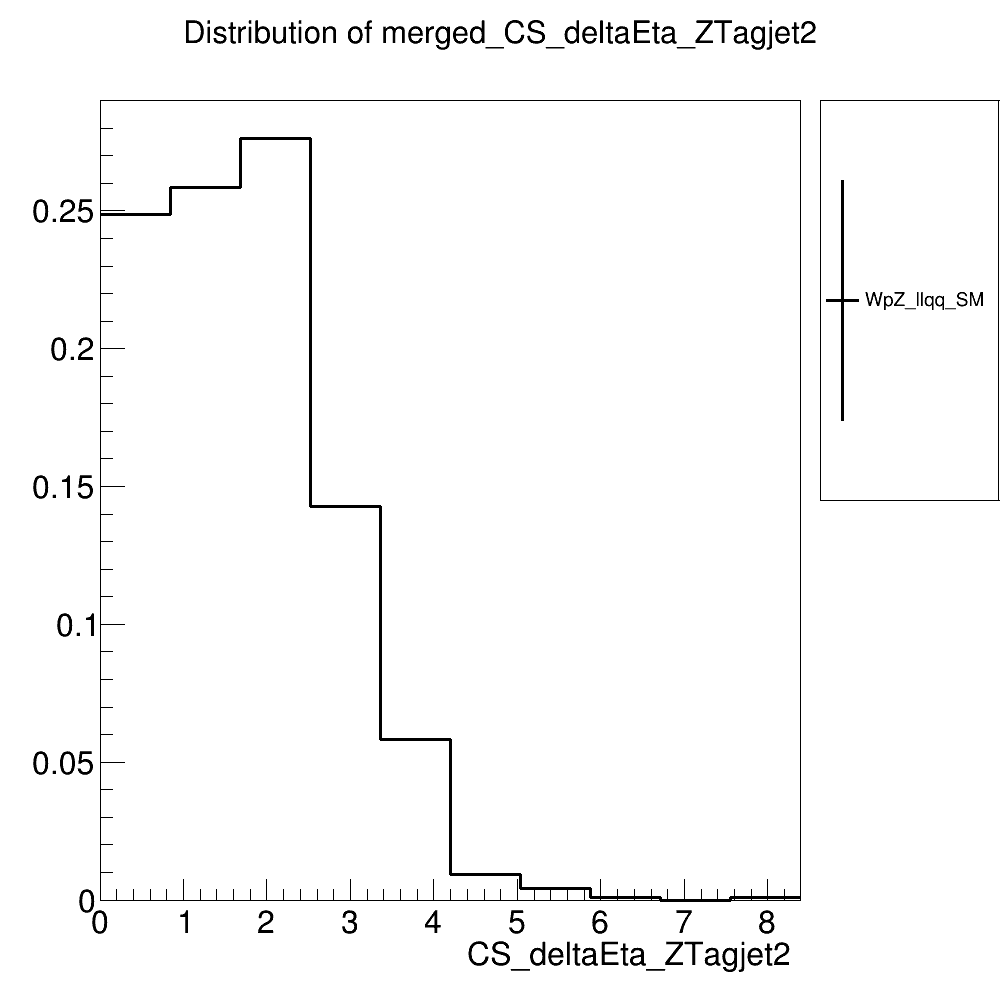 Distribution of merged_CS_deltaEta_ZTagjet2
0.25
0.2
0.15
0.1
0.05
0
0 1 2 3 4 5 6 7 8
CS_deltaEta_ZTagjet2
WpZ_llqq_SM